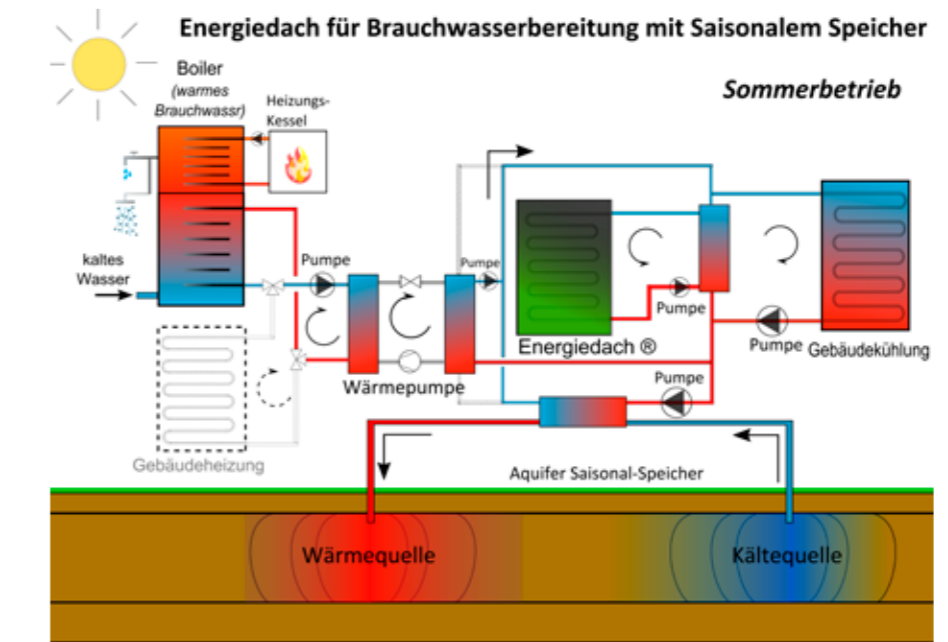 Energiedach für Brauchwasserbereitung mit Saisonalem Speicher
Sommerbetrieb
Boiler
(warmes
Brauchwassr)
Heizungs-
Kessel
kaltes
Wasser
Pumpe
Pumpe
Pumpe
Energiedach ®
Pumpe
Gebäudekühlung
Wärmepumpe
Pumpe
Gebäudeheizung
Aquifer Saisonal-Speicher
Wärmequelle
Kältequelle